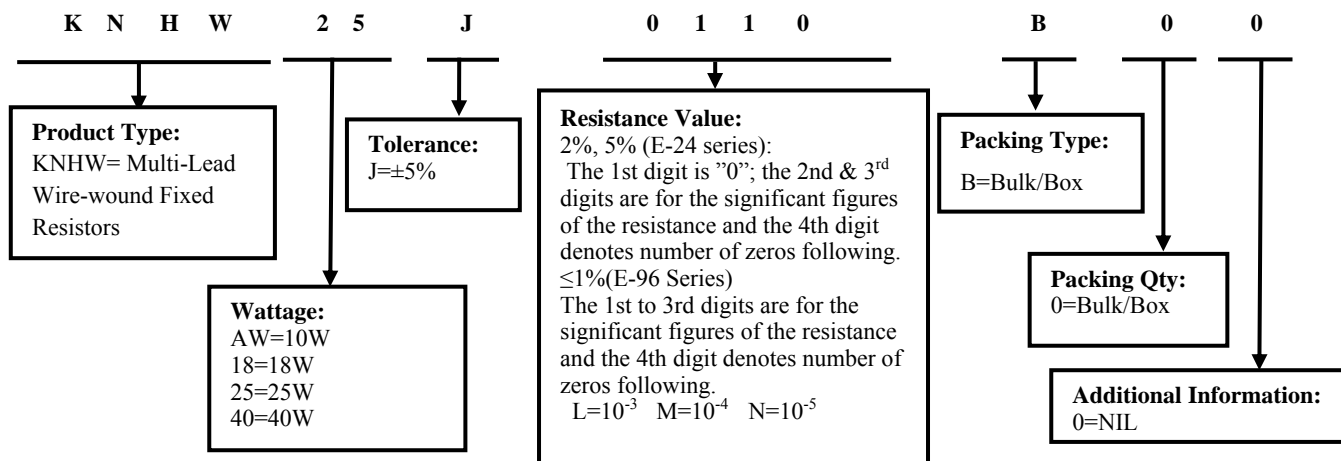 K N H W 2 5 J 0 1 1 0 B 0 0
Product Type:
KNHW= Multi-Lead
Wire-wound Fixed
Resistors
Wattage:
AW=10W
18=18W
25=25W
40=40W
Tolerance:
J=±5%
Resistance Value:
2%, 5% (E-24 series):
The 1st digit is ”0”; the 2nd & 3rd
digits are for the significant figures
of the resistance and the 4th digit
denotes number of zeros following.
≤1%(E-96 Series)
The 1st to 3rd digits are for the
significant figures of the resistance
and the 4th digit denotes number of
zeros following.
L=10-3 M=10-4 N=10-5
Packing Type:
B=Bulk/Box
Packing Qty:
0=Bulk/Box
Additional Information:
0=NIL